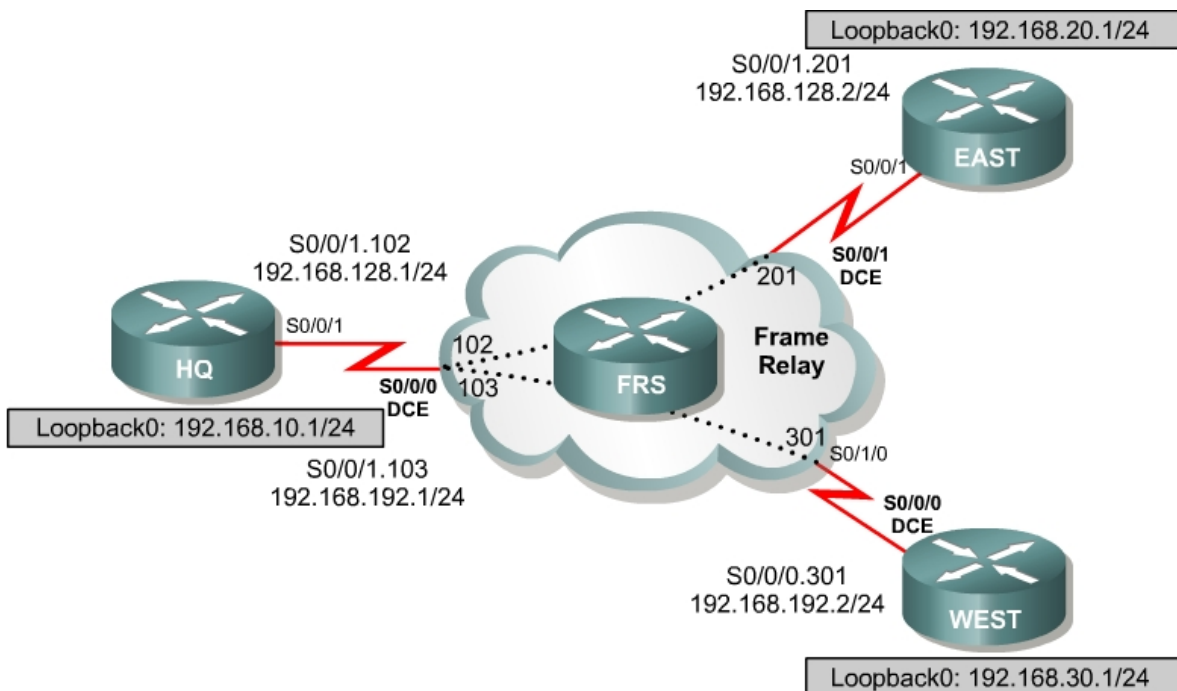 Loopback0: 192.168.20.1/24
S0/0/1.201
192.168.128.2/24
EAST
S0/0/1
S0/0/1
DCE
201
S0/0/1.102
192.168.128.1/24
S0/0/1
HQ
S0/0/0
DCE
102
103
FRS
Frame
Relay
Loopback0: 192.168.10.1/24
S0/0/1.103
192.168.192.1/24
301
S0/1/0
S0/0/0
DCE
S0/0/0.301
192.168.192.2/24
WEST
Loopback0: 192.168.30.1/24